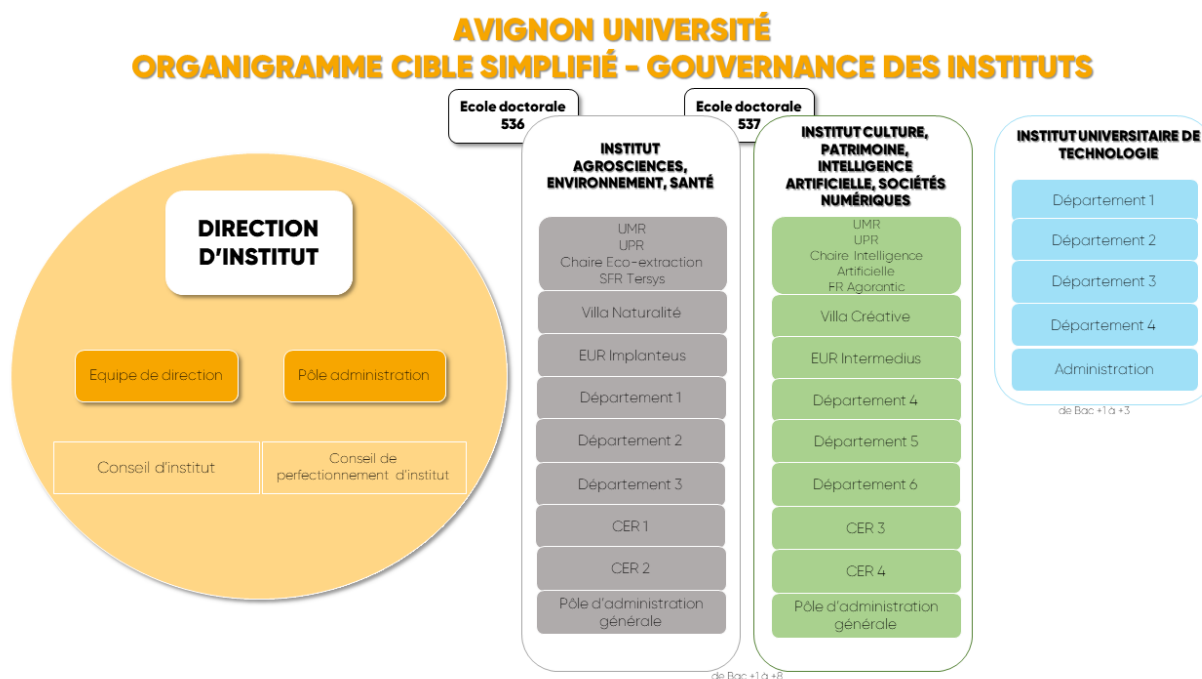 AVIGNON UNIVERSITÉ
ORGANIGRAMME CIBLE SIMPLIFIÉ - GOUVERNANCE DES INSTITUTS
DIRECTION
D'INSTITUT
Equipe de direction
Pôle administration
Conseil d'institut
Conseil de
perfectionnement d'institut
Ecole doctorale
536
Ecole doctorale
537
INSTITUT
AGROSCIENCES,
ENVIRONNEMENT, SANTÉ
UMR
UPR
Chaire Eco-extraction
SFR Tersys
Villa Naturalité
EUR Implanteus
Département 1
Département 2
Département 3
CER 1
CER 2
Pôle d'administration
générale
INSTITUT CULTURE,
PATRIMOINE,
INTELLIGENCE
ARTIFICIELLE, SOCIÉTÉS
NUMÉRIQUES
UMR
UPR
Chaire Intelligence
Artificielle
FR Agorantic
Villa Créative
EUR Intermedius
Département 4
Département 5
Département 6
CER 3
CER 4
Pôle d'administration
générale
de Bac +1 à +8
INSTITUT UNIVERSITAIRE DE
TECHNOLOGIE
Département 1
Département 2
Département 3
Département 4
Administration
de Bac +1 à +3